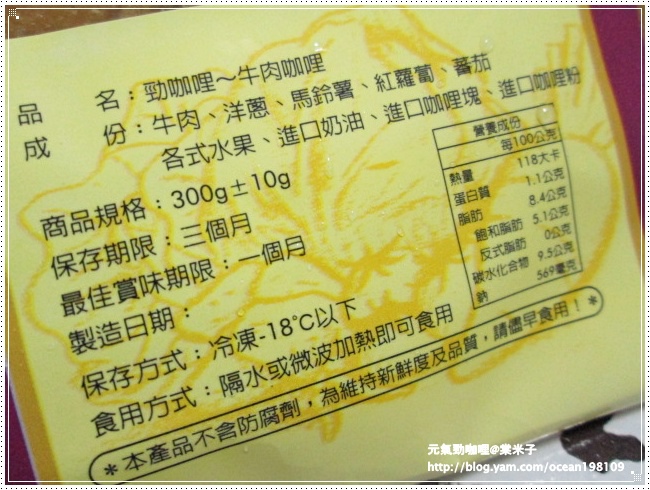 品　　名：勁咖哩～牛肉咖哩
成　　份：牛肉、洋蔥、馬鈴薯、紅蘿蔔、蕃茄
各式水果、進口奶油、進口咖哩塊、進口咖哩粉
商品規格：300g±10g
保存期限：三個月
最佳賞味期限：一個月
製造日期：
保存方式：冷凍-18°C以下
食用方式：隔水或微波加熱即可食用
＊本產品不含防腐劑，為維持新鮮度及品質，請儘早食用！＊
營養成份
每100公克
熱量 118大卡
蛋白質 1.1公克
脂肪 8.4公克
飽和脂肪 5.1公克
反式脂肪 0公克
碳水化合物 9.5公克
鈉 569毫克
元氣勁咖哩@棠米子
http://blog.yam.com/ocean198109